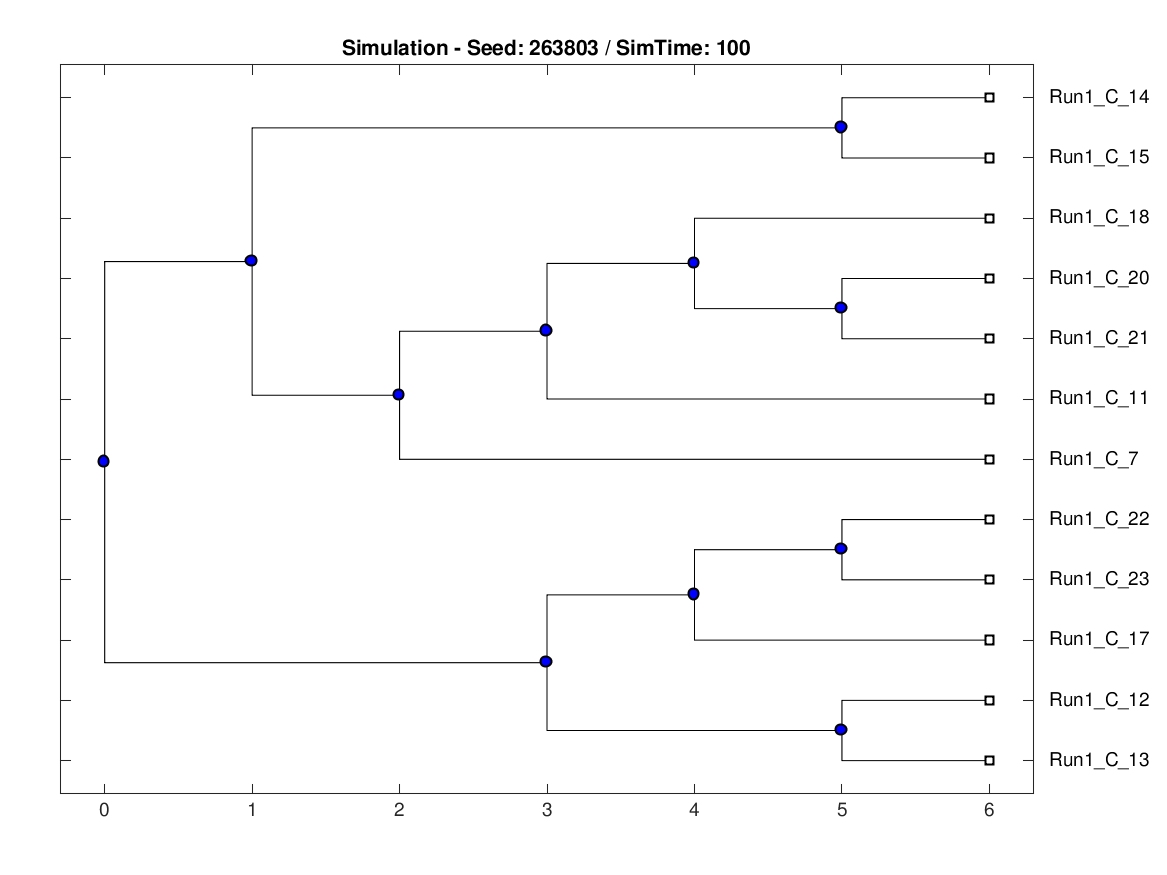 Simulation - Seed: 263803 / SimTime: 100
Run1_C_14
Run1_C_15
Run1_C_18
Run1_C_20
Run1_C_21
Run1_C_11
Run1_C_7
Run1_C_22
Run1_C_23
Run1_C_17
Run1_C_12
Run1_C_13
0 1 2 3 4 5 6